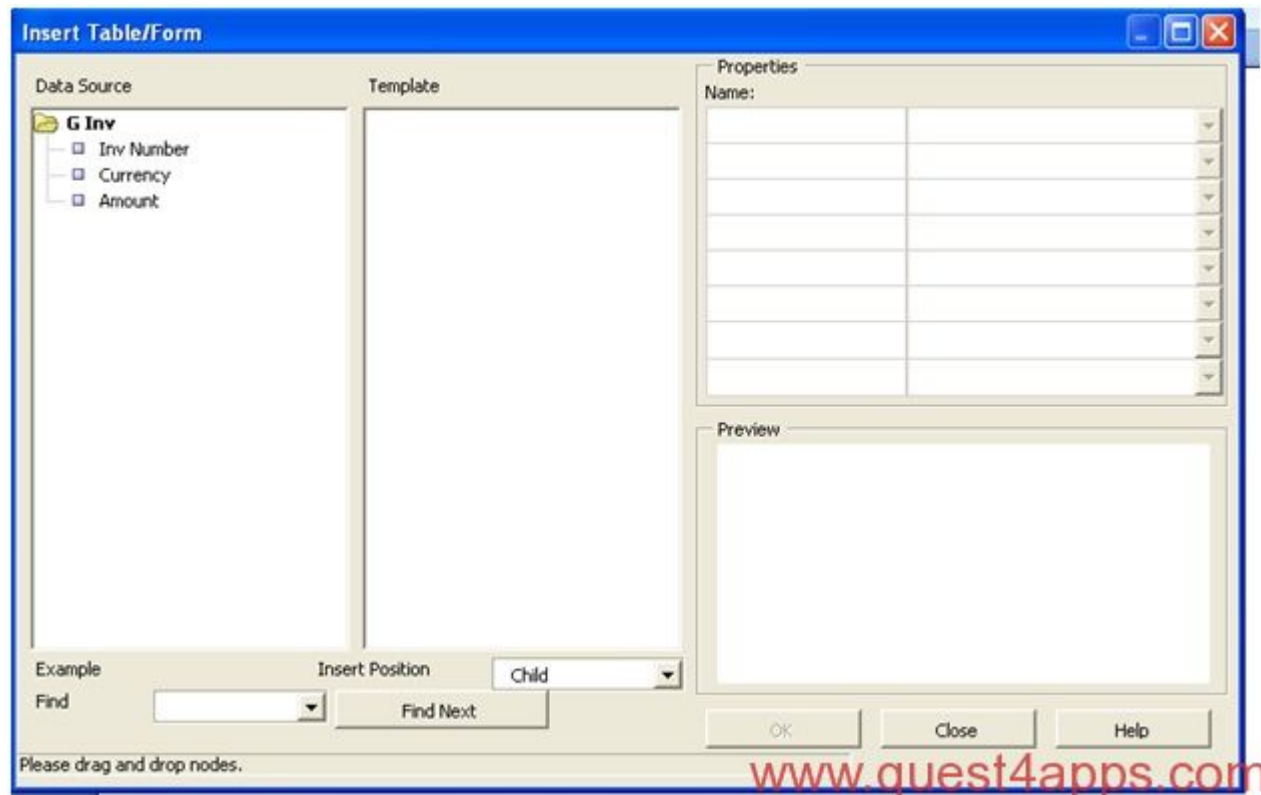 Insert Table/Form
Data Source
Template
Properties
Name:
G Inv
Inv Number
Currency
Amount
Preview
Example
Insert Position
Child
Find
Find Next
OK
Close
Help
Please drag and drop nodes.
www.quest4apps.com